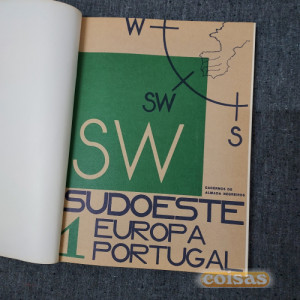 W
SW
S
SW
CADERNOS DE
ALMADA NEGREIROS
SUDOESTE
1 EUROPA
PORTUGAL
coisas